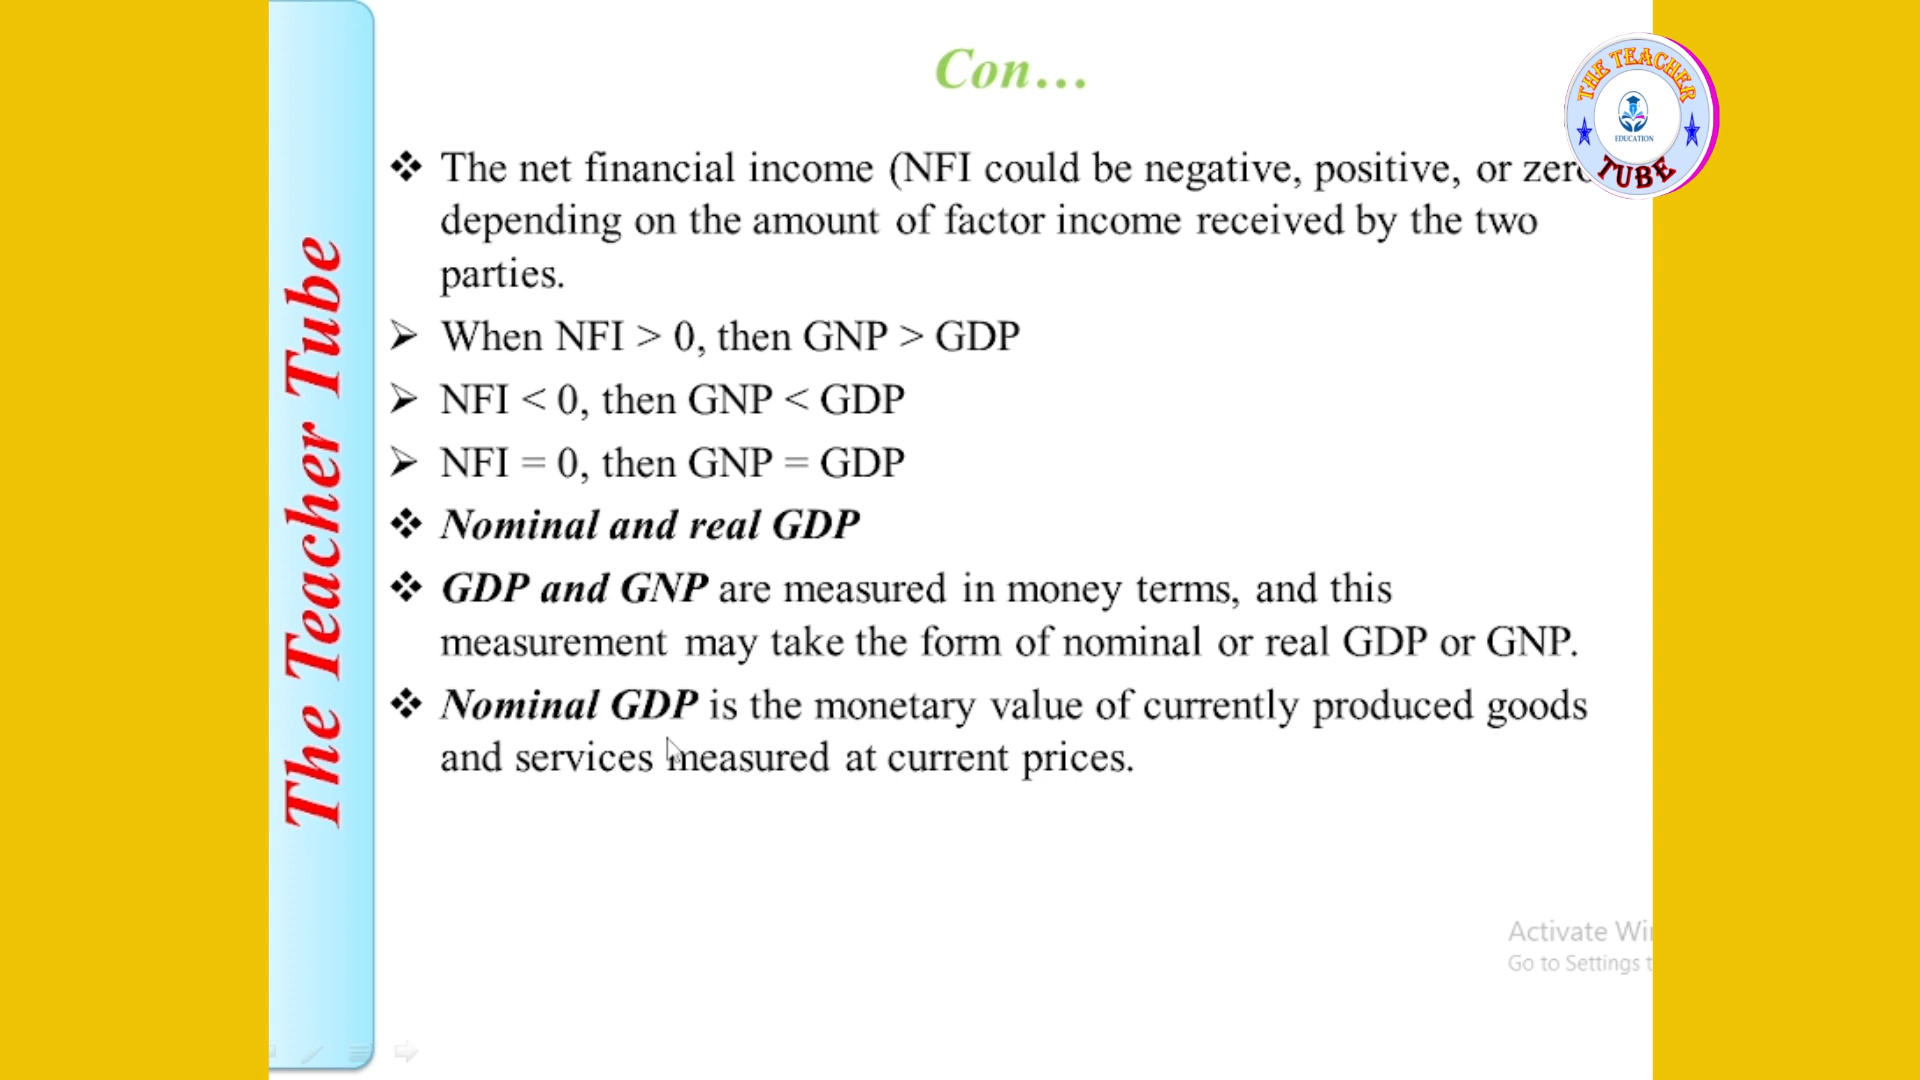 Con…
THE TEACHER
EDUCATION
TUBE
The Teacher Tube
❖ The net financial income (NFI could be negative, positive, or zero
depending on the amount of factor income received by the two
parties.
➢ When NFI > 0, then GNP > GDP
➢ NFI < 0, then GNP < GDP
➢ NFI = 0, then GNP = GDP
❖ Nominal and real GDP
❖ GDP and GNP are measured in money terms, and this
measurement may take the form of nominal or real GDP or GNP.
❖ Nominal GDP is the monetary value of currently produced goods
and services measured at current prices.
Activate Wi
Go to Settings t